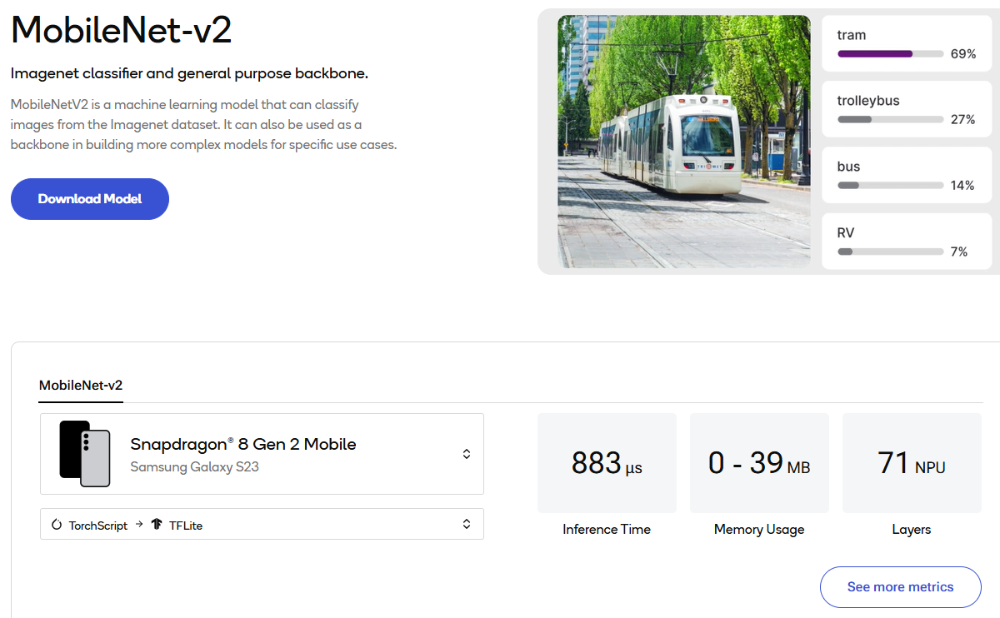 MobileNet-v2
Imagenet classifier and general purpose backbone.
MobileNetV2 is a machine learning model that can classify
images from the Imagenet dataset. It can also be used as a
backbone in building more complex models for specific use cases.
Download Model
TRI MET
tram
69%
trolleybus
27%
bus
14%
RV
7%
MobileNet-v2
Snapdragon® 8 Gen 2 Mobile
Samsung Galaxy S23
TorchScript → TFLite
883 µs
Inference Time
0 - 39 MB
Memory Usage
71 NPU
Layers
See more metrics